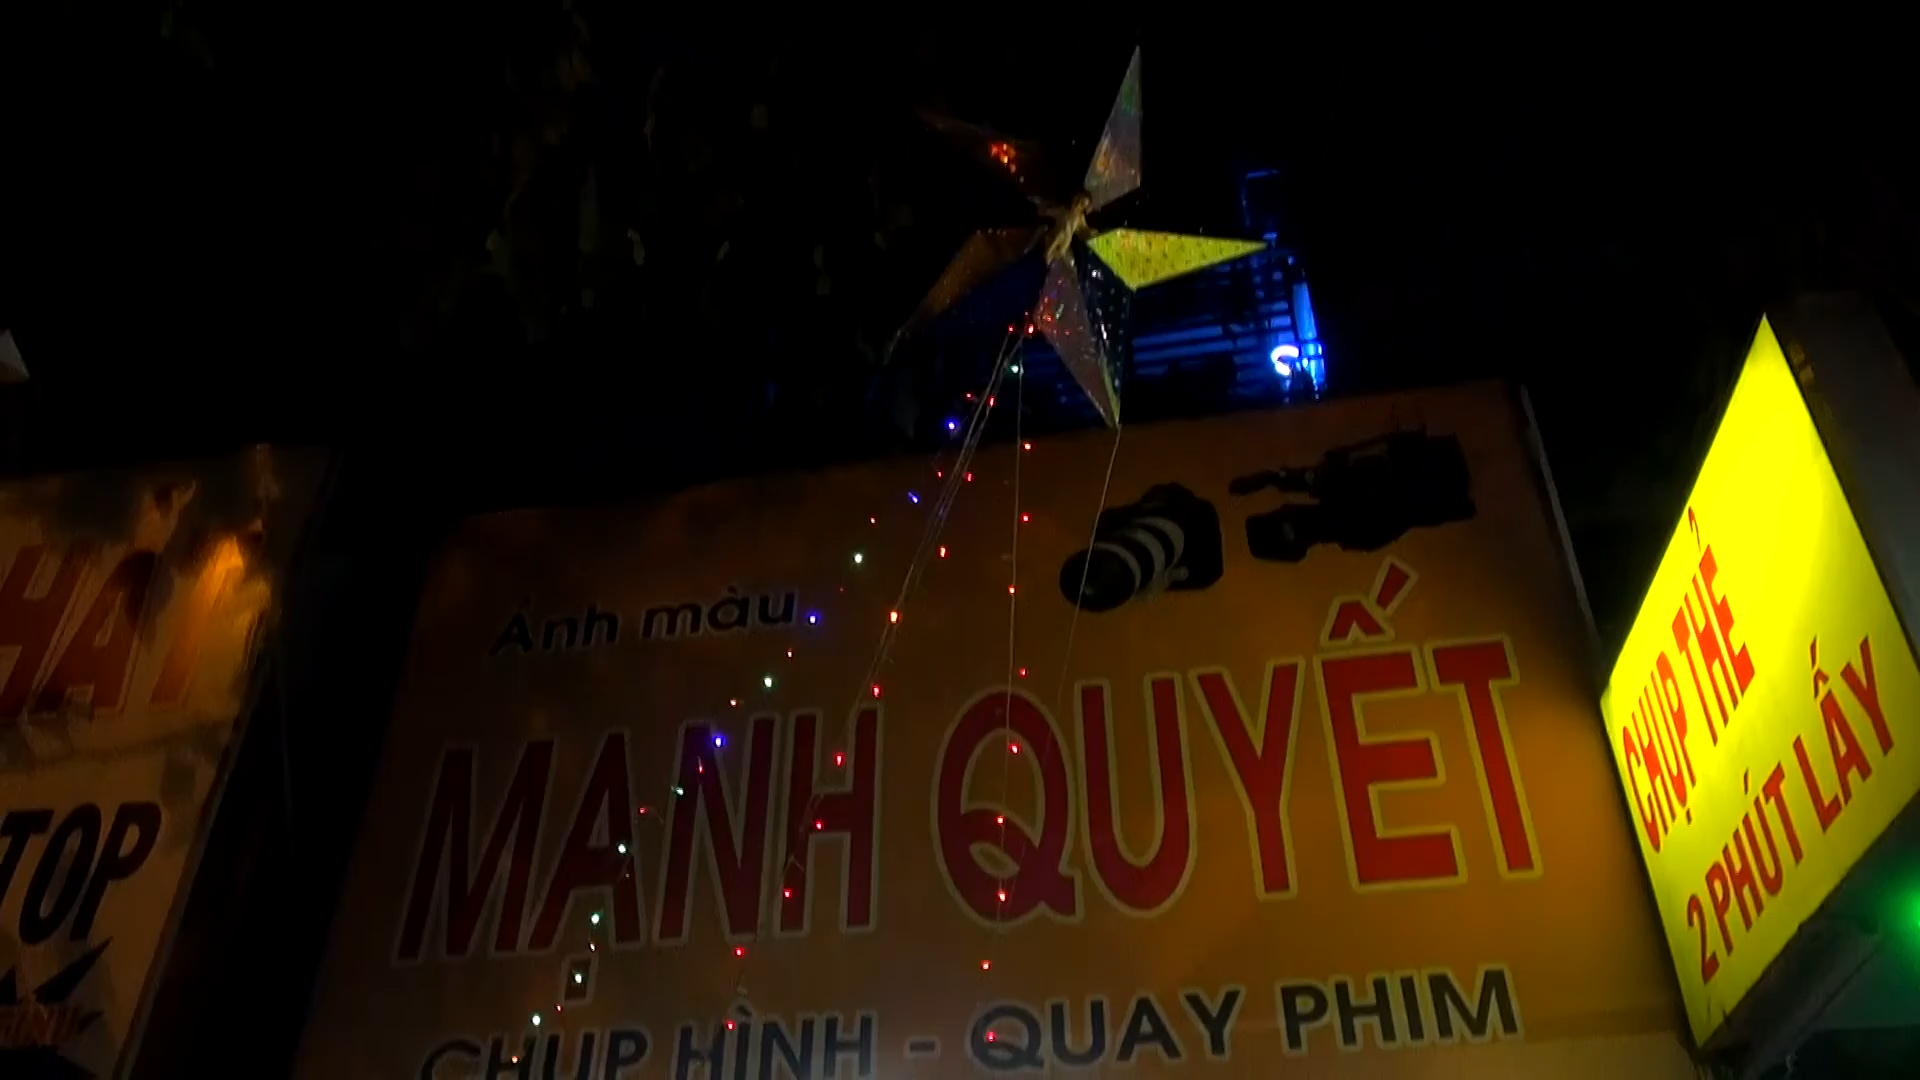 TOP
Ảnh màu
MẠNH QUYẾT
CHỤP HÌNH - QUAY PHIM
CHỤP THẺ
2 PHÚT LẤY